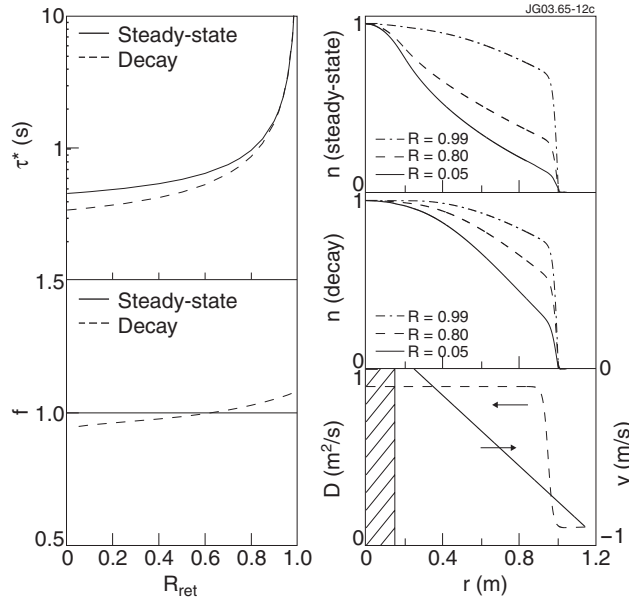 JG03.65-12c
10
1
τ* (s)
Steady-state
Decay
1.5
1.0
0.5
f
Steady-state
Decay
0
0.2
0.4
0.6
0.8
1.0
R_ret
1
0
n (steady-state)
R = 0.99
R = 0.80
R = 0.05
1
0
n (decay)
R = 0.99
R = 0.80
R = 0.05
1
0
D (m²/s)
0
−1
v (m/s)
0
0.4
0.8
1.2
r (m)